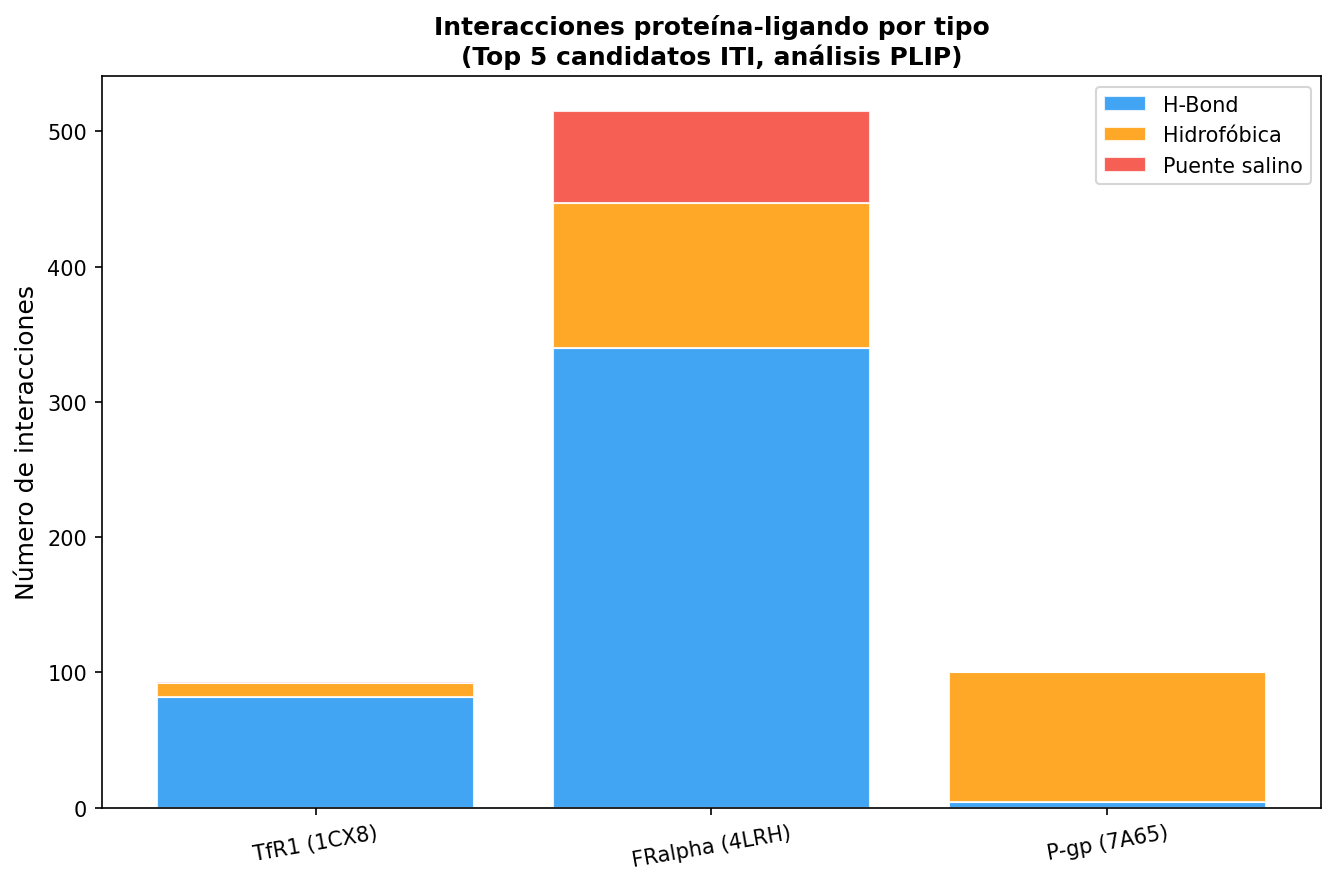 Interacciones proteína-ligando por tipo
(Top 5 candidatos ITI, análisis PLIP)
H-Bond
Hidrofóbica
Puente salino
Número de interacciones
500
400
300
200
100
0
TfR1 (1CX8)
FRalpha (4LRH)
P-gp (7A65)